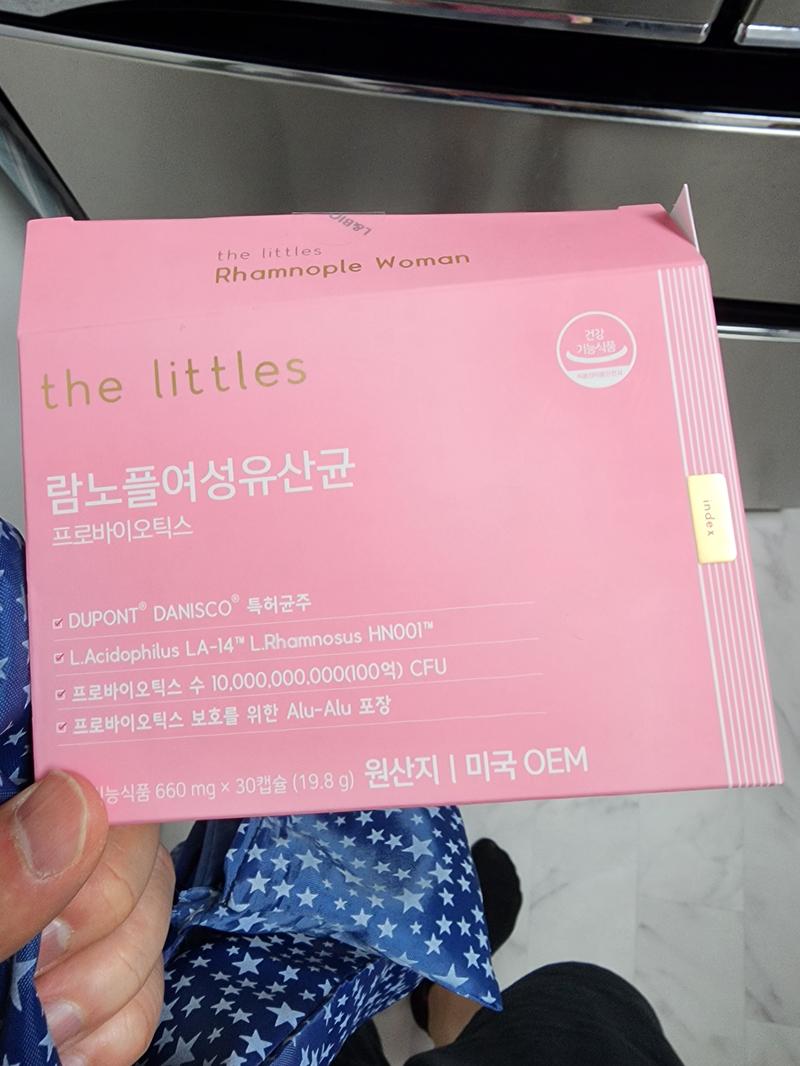 L&BIO
the littles
Rhamnople Woman
건강
기능식품
the littles
람노플여성유산균
프로바이오틱스
index
DUPONT® DANISCO® 특허균주
L.Acidophilus LA-14™ L.Rhamnosus HN001™
프로바이오틱스 수 10,000,000,000(100억) CFU
프로바이오틱스 보호를 위한 Alu-Alu 포장
능식품 660 mg × 30캡슐 (19.8 g) 원산지 | 미국 OEM